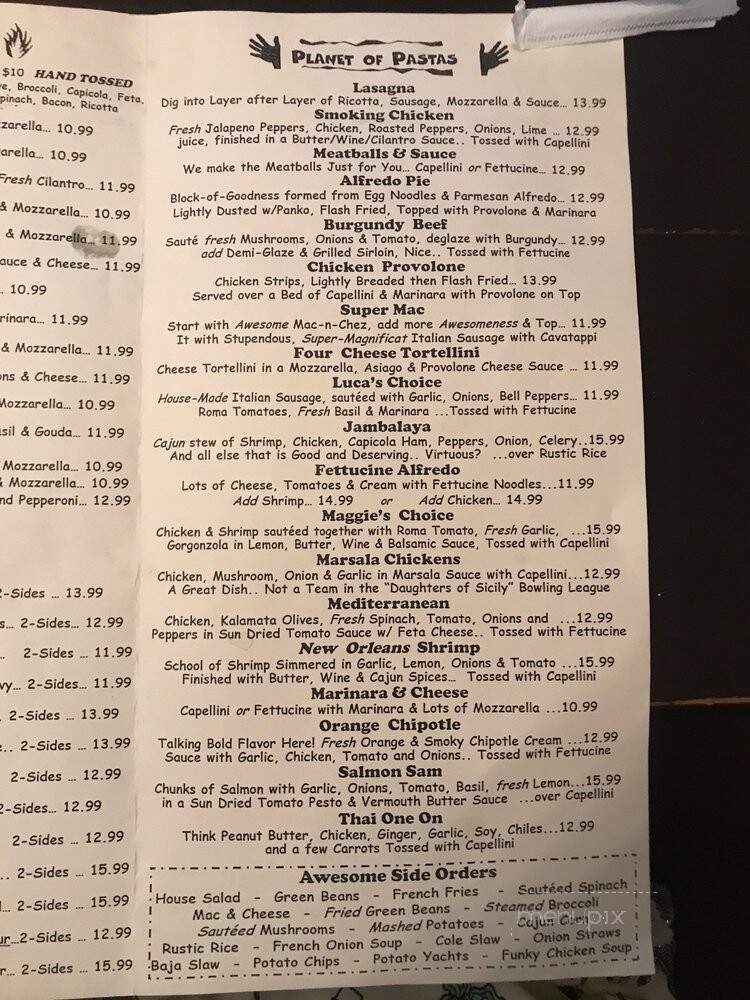 $10 HAND TOSSED
Broccoli, Capicola, Feta,
Bacon, Ricotta
10.99
10.99
Fresh Cilantro... 11.99
& Mozzarella... 10.99
& Mozzarella... 11.99
& Cheese... 11.99
10.99
11.99
& Mozzarella... 11.99
& Cheese... 11.99
Mozzarella... 10.99
& Gouda... 11.99
Mozzarella... 10.99
& Mozzarella... 10.99
Pepperoni... 12.99
2-Sides ... 13.99
2-Sides... 12.99
2-Sides ... 11.99
2-Sides... 11.99
2-Sides ... 13.99
2-Sides ... 13.99
2-Sides ... 12.99
2-Sides... 12.99
2-Sides ... 12.99
2-Sides ... 15.99
2-Sides ... 15.99
2-Sides ... 12.99
2-Sides ... 15.99
Planet of Pastas
Lasagna
Dig into Layer after Layer of Ricotta, Sausage, Mozzarella & Sauce... 13.99
Smoking Chicken
Fresh Jalapeno Peppers, Chicken, Roasted Peppers, Onions, Lime ... 12.99
juice, finished in a Butter/Wine/Cilantro Sauce.. Tossed with Capellini
Meatballs & Sauce
We make the Meatballs Just for You... Capellini or Fettucine... 12.99
Alfredo Pie
Block-of-Goodness formed from Egg Noodles & Parmesan Alfredo... 12.99
Lightly Dusted w/Panko, Flash Fried, Topped with Provolone & Marinara
Burgundy Beef
Sauté fresh Mushrooms, Onions & Tomato, deglaze with Burgundy... 12.99
add Demi-Glaze & Grilled Sirloin, Nice.. Tossed with Fettucine
Chicken Provolone
Chicken Strips, Lightly Breaded then Flash Fried... 13.99
Served over a Bed of Capellini & Marinara with Provolone on Top
Super Mac
Start with Awesome Mac-n-Chez, add more Awesomeness & Top... 11.99
It with Stupendous, Super-Magnificat Italian Sausage with Cavatappi
Four Cheese Tortellini
Cheese Tortellini in a Mozzarella, Asiago & Provolone Cheese Sauce ... 11.99
Luca's Choice
House-Made Italian Sausage, sautéed with Garlic, Onions, Bell Peppers... 11.99
Roma Tomatoes, Fresh Basil & Marinara ...Tossed with Fettucine
Jambalaya
Cajun stew of Shrimp, Chicken, Capicola Ham, Peppers, Onion, Celery..15.99
And all else that is Good and Deserving.. Virtuous? ...over Rustic Rice
Fettucine Alfredo
Lots of Cheese, Tomatoes & Cream with Fettucine Noodles...11.99
Add Shrimp... 14.99 or Add Chicken... 14.99
Maggie's Choice
Chicken & Shrimp sautéed together with Roma Tomato, Fresh Garlic, ...15.99
Gorgonzola in Lemon, Butter, Wine & Balsamic Sauce, Tossed with Capellini
Marsala Chickens
Chicken, Mushroom, Onion & Garlic in Marsala Sauce with Capellini...12.99
A Great Dish.. Not a Team in the "Daughters of Sicily" Bowling League
Mediterranean
Chicken, Kalamata Olives, Fresh Spinach, Tomato, Onions and ...12.99
Peppers in Sun Dried Tomato Sauce w/ Feta Cheese.. Tossed with Fettucine
New Orleans Shrimp
School of Shrimp Simmered in Garlic, Lemon, Onions & Tomato ...15.99
Finished with Butter, Wine & Cajun Spices... Tossed with Capellini
Marinara & Cheese
Capellini or Fettucine with Marinara & Lots of Mozzarella ...10.99
Orange Chipotle
Talking Bold Flavor Here! Fresh Orange & Smoky Chipotle Cream ...12.99
Sauce with Garlic, Chicken, Tomato and Onions.. Tossed with Fettucine
Salmon Sam
Chunks of Salmon with Garlic, Onions, Tomato, Basil, fresh Lemon...15.99
in a Sun Dried Tomato Pesto & Vermouth Butter Sauce ...over Capellini
Thai One On
Think Peanut Butter, Chicken, Ginger, Garlic, Soy, Chiles...12.99
and a few Carrots Tossed with Capellini
Awesome Side Orders
House Salad - Green Beans - French Fries - Sautéed Spinach
Mac & Cheese - Fried Green Beans - Steamed Broccoli
Sautéed Mushrooms - Mashed Potatoes - Cajun Corn
Rustic Rice - French Onion Soup - Cole Slaw - Onion Straws
Baja Slaw - Potato Chips - Potato Yachts - Funky Chicken Soup
menupix